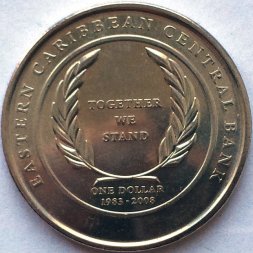 EASTERN CARIBBEAN CENTRAL BANK
TOGETHER
WE
STAND
ONE DOLLAR
1983-2008